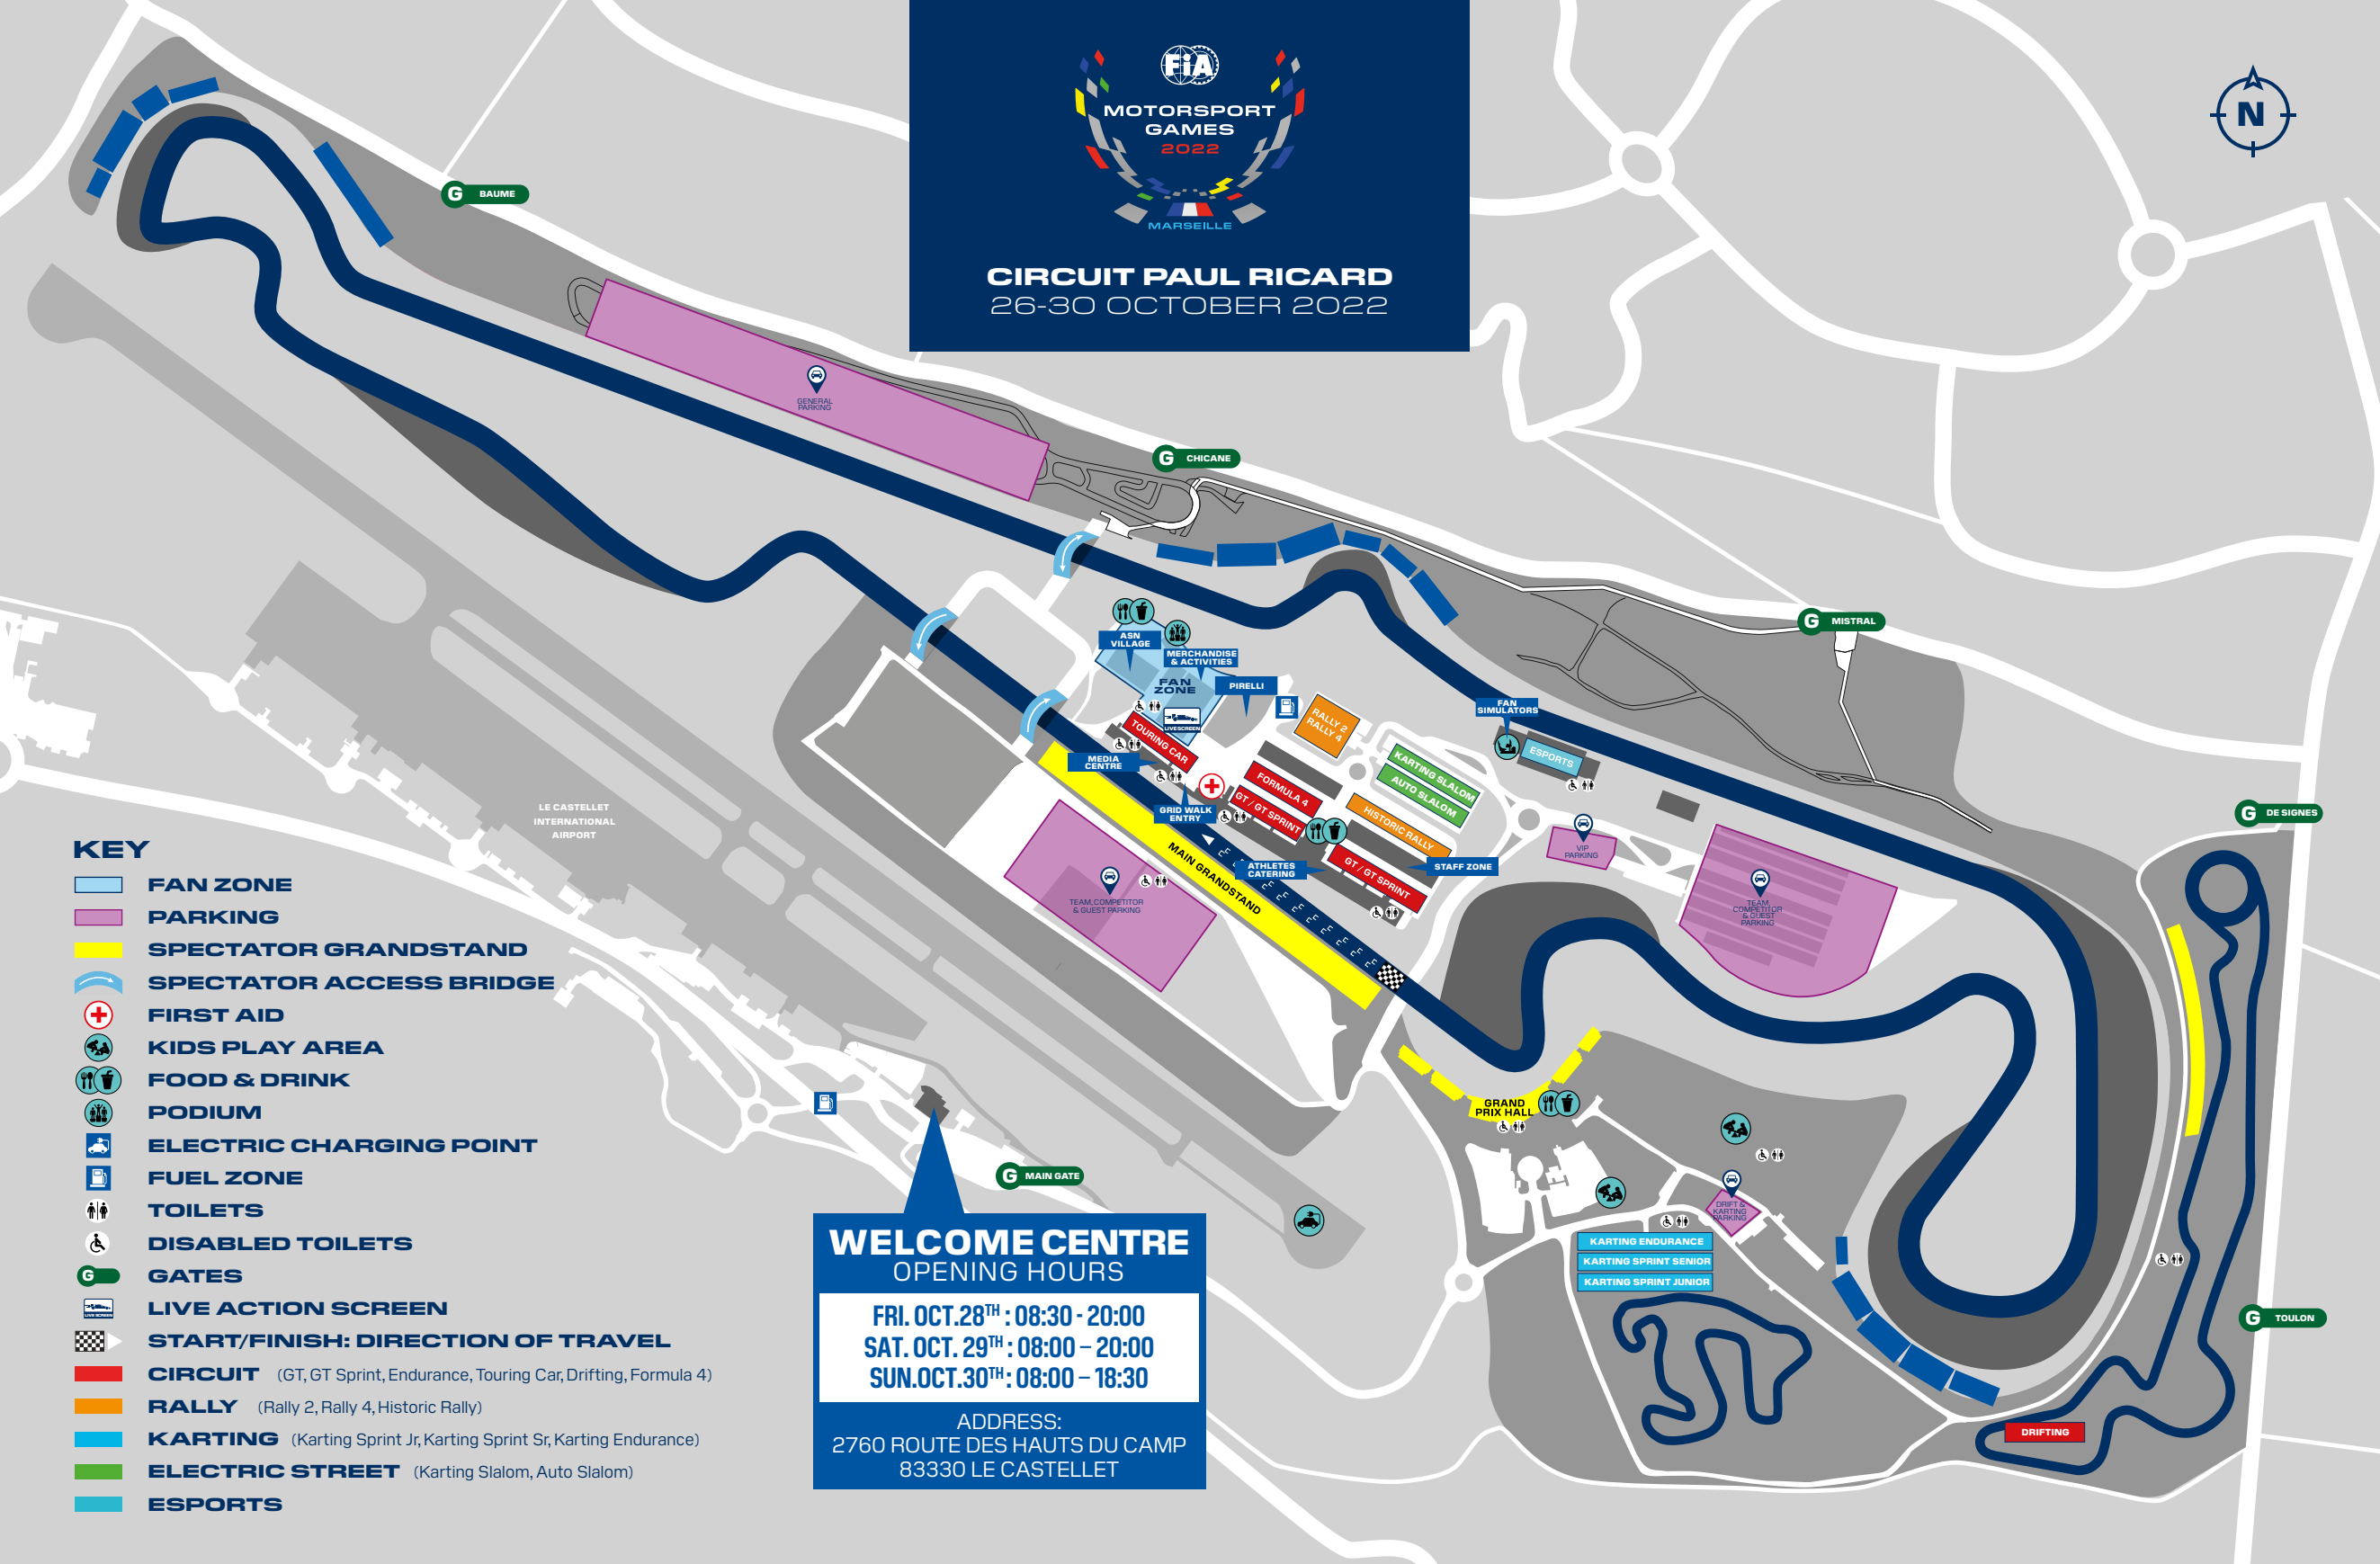 FiA
MOTORSPORT
GAMES
2022
MARSEILLE
CIRCUIT PAUL RICARD
26-30 OCTOBER 2022
N
G BAUME
GENERAL
PARKING
G CHICANE
G MISTRAL
ASN
VILLAGE
MERCHANDISE
& ACTIVITIES
FAN
ZONE
PIRELLI
LIVE SCREEN
TOURING CAR
MEDIA
CENTRE
GRID WALK
ENTRY
RALLY 2
RALLY 4
FORMULA 4
GT / GT SPRINT
KARTING SLALOM
AUTO SLALOM
HISTORIC RALLY
GT / GT SPRINT
ATHLETES
CATERING
STAFF ZONE
FAN
SIMULATORS
ESPORTS
VIP
PARKING
TEAM,
COMPETITOR
& GUEST
PARKING
G DE SIGNES
MAIN GRANDSTAND
TEAM,COMPETITOR
& GUEST PARKING
LE CASTELLET
INTERNATIONAL
AIRPORT
GRAND
PRIX HALL
G MAIN GATE
DRIFT &
KARTING
PARKING
KARTING ENDURANCE
KARTING SPRINT SENIOR
KARTING SPRINT JUNIOR
G TOULON
DRIFTING
KEY
FAN ZONE
PARKING
SPECTATOR GRANDSTAND
SPECTATOR ACCESS BRIDGE
FIRST AID
KIDS PLAY AREA
FOOD & DRINK
PODIUM
ELECTRIC CHARGING POINT
FUEL ZONE
TOILETS
DISABLED TOILETS
G GATES
LIVE SCREEN LIVE ACTION SCREEN
START/FINISH: DIRECTION OF TRAVEL
CIRCUIT (GT, GT Sprint, Endurance, Touring Car, Drifting, Formula 4)
RALLY (Rally 2, Rally 4, Historic Rally)
KARTING (Karting Sprint Jr, Karting Sprint Sr, Karting Endurance)
ELECTRIC STREET (Karting Slalom, Auto Slalom)
ESPORTS
WELCOME CENTRE
OPENING HOURS
FRI. OCT.28TH : 08:30 - 20:00
SAT. OCT. 29TH : 08:00 – 20:00
SUN.OCT.30TH : 08:00 – 18:30
ADDRESS:
2760 ROUTE DES HAUTS DU CAMP
83330 LE CASTELLET